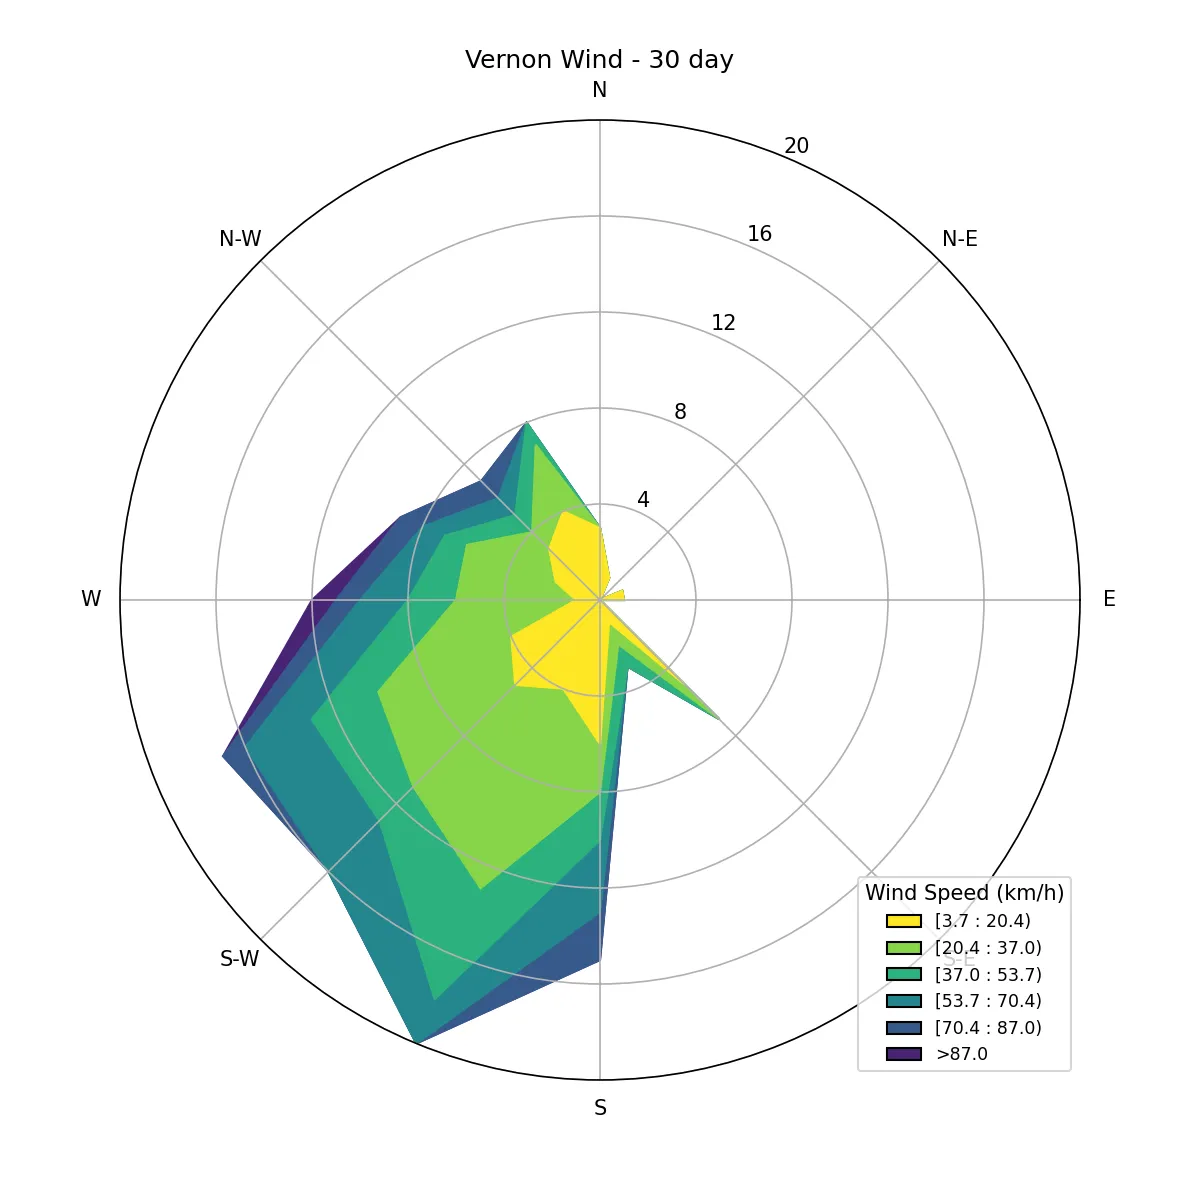 Vernon Wind - 30 day
N
20
16
N-W
N-E
12
8
4
W
E
Wind Speed (km/h)
[3.7 : 20.4)
[20.4 : 37.0)
S-W
S-E
[37.0 : 53.7)
[53.7 : 70.4)
[70.4 : 87.0)
>87.0
S